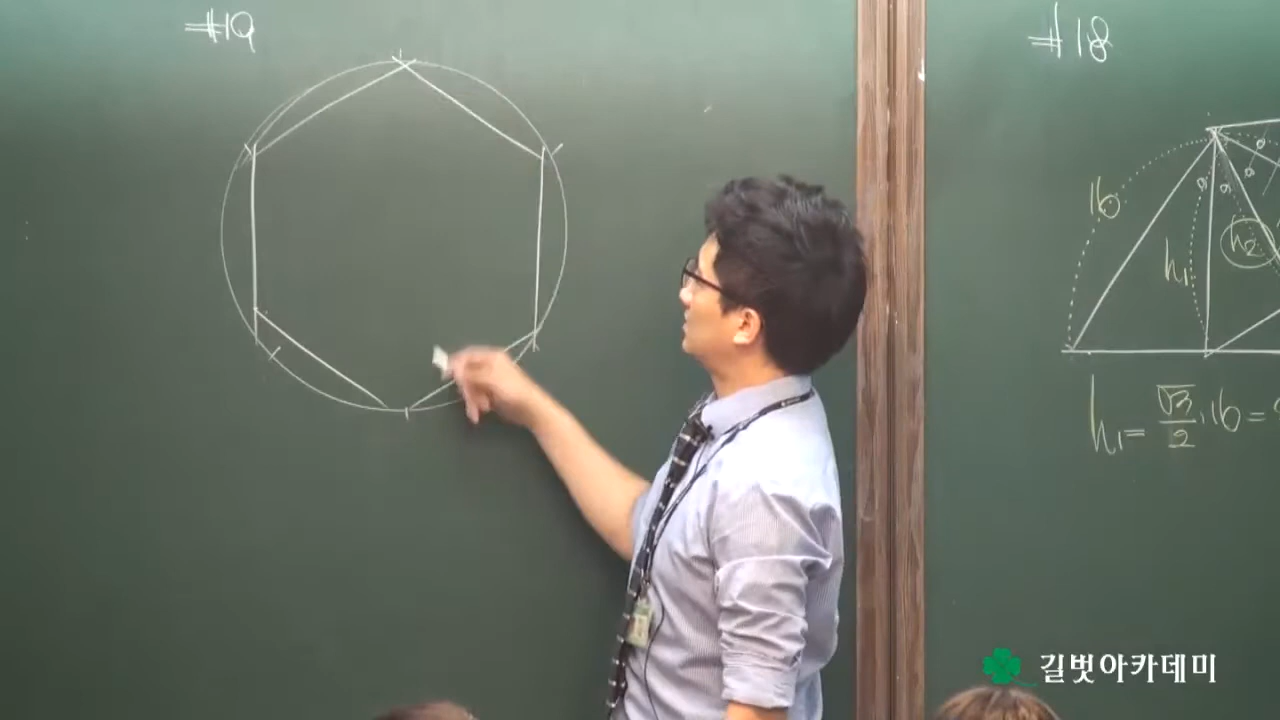 #19
#18
16
h₁
h₂
h₁ = √3/2 · 16 =
길벗아카데미